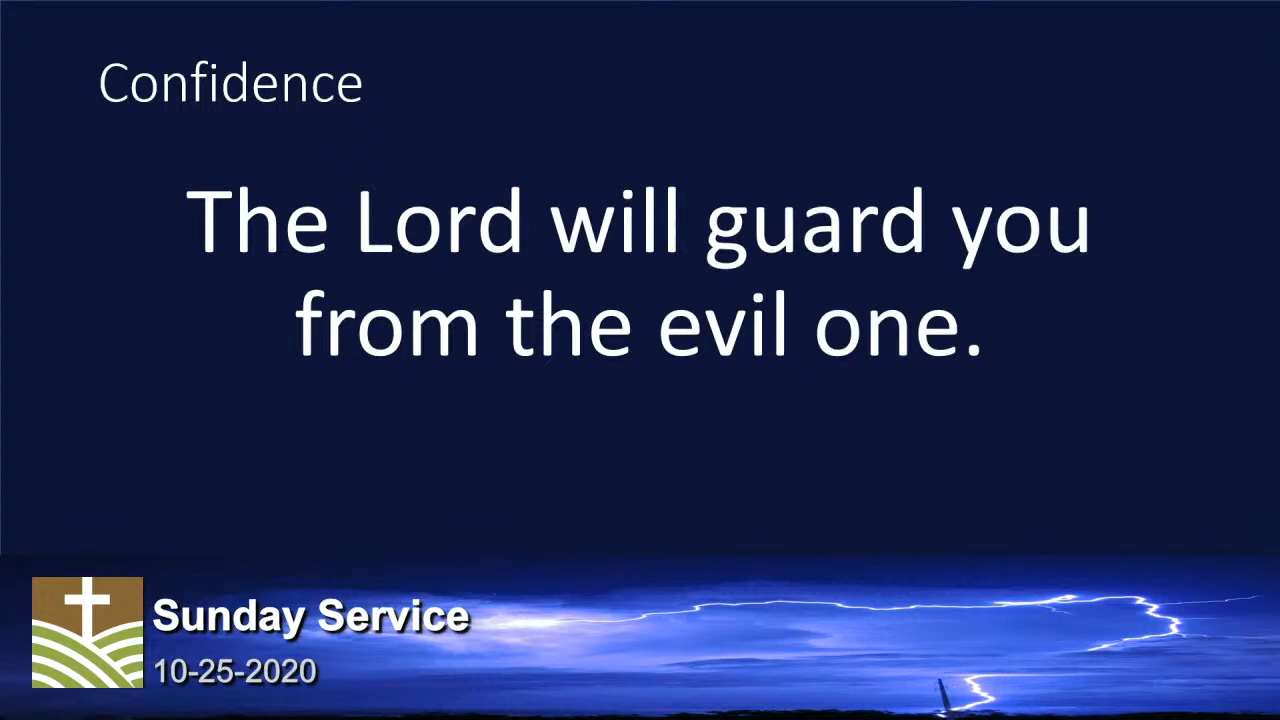 Confidence
The Lord will guard you
from the evil one.
Sunday Service
10-25-2020